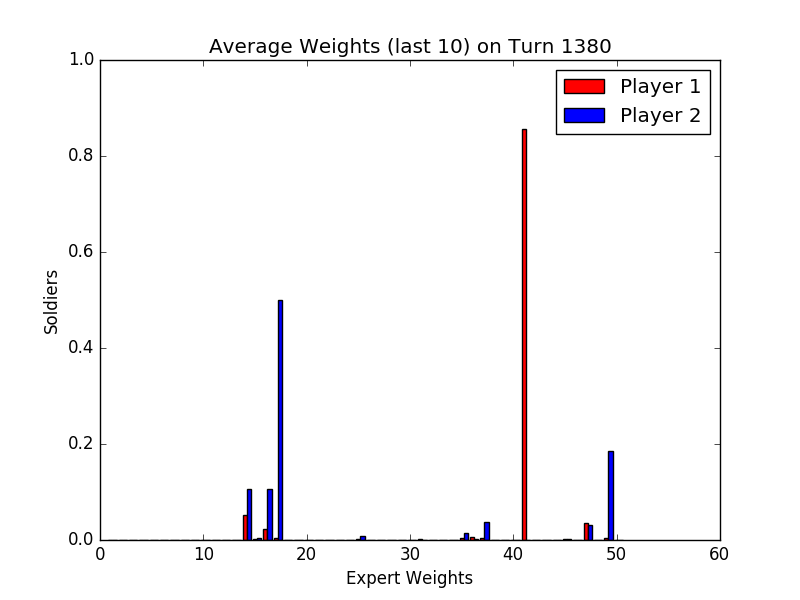 Average Weights (last 10) on Turn 1380
1.0
0.8
0.6
0.4
0.2
0.0
Soldiers
Player 1
Player 2
0 10 20 30 40 50 60
Expert Weights